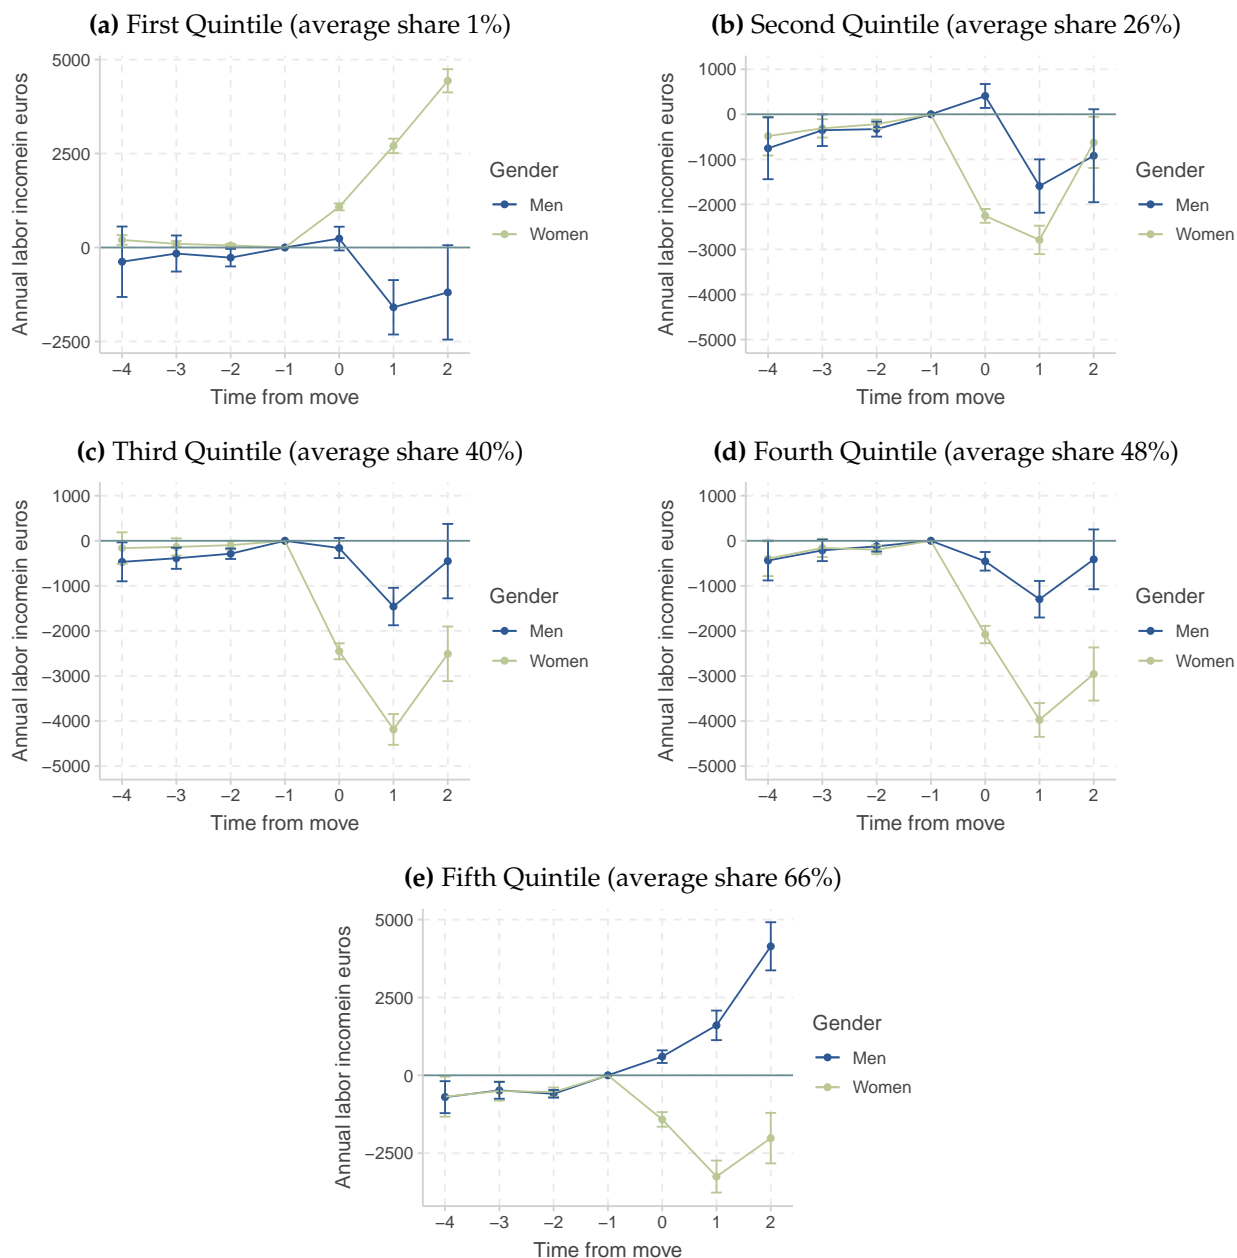 (a) First Quintile (average share 1%)
Annual labor incomein euros
5000
2500
0
−2500
−4 −3 −2 −1 0 1 2
Time from move
Gender
Men
Women
(b) Second Quintile (average share 26%)
Annual labor incomein euros
1000
0
−1000
−2000
−3000
−4000
−5000
−4 −3 −2 −1 0 1 2
Time from move
Gender
Men
Women
(c) Third Quintile (average share 40%)
Annual labor incomein euros
1000
0
−1000
−2000
−3000
−4000
−5000
−4 −3 −2 −1 0 1 2
Time from move
Gender
Men
Women
(d) Fourth Quintile (average share 48%)
Annual labor incomein euros
1000
0
−1000
−2000
−3000
−4000
−5000
−4 −3 −2 −1 0 1 2
Time from move
Gender
Men
Women
(e) Fifth Quintile (average share 66%)
Annual labor incomein euros
5000
2500
0
−2500
−4 −3 −2 −1 0 1 2
Time from move
Gender
Men
Women